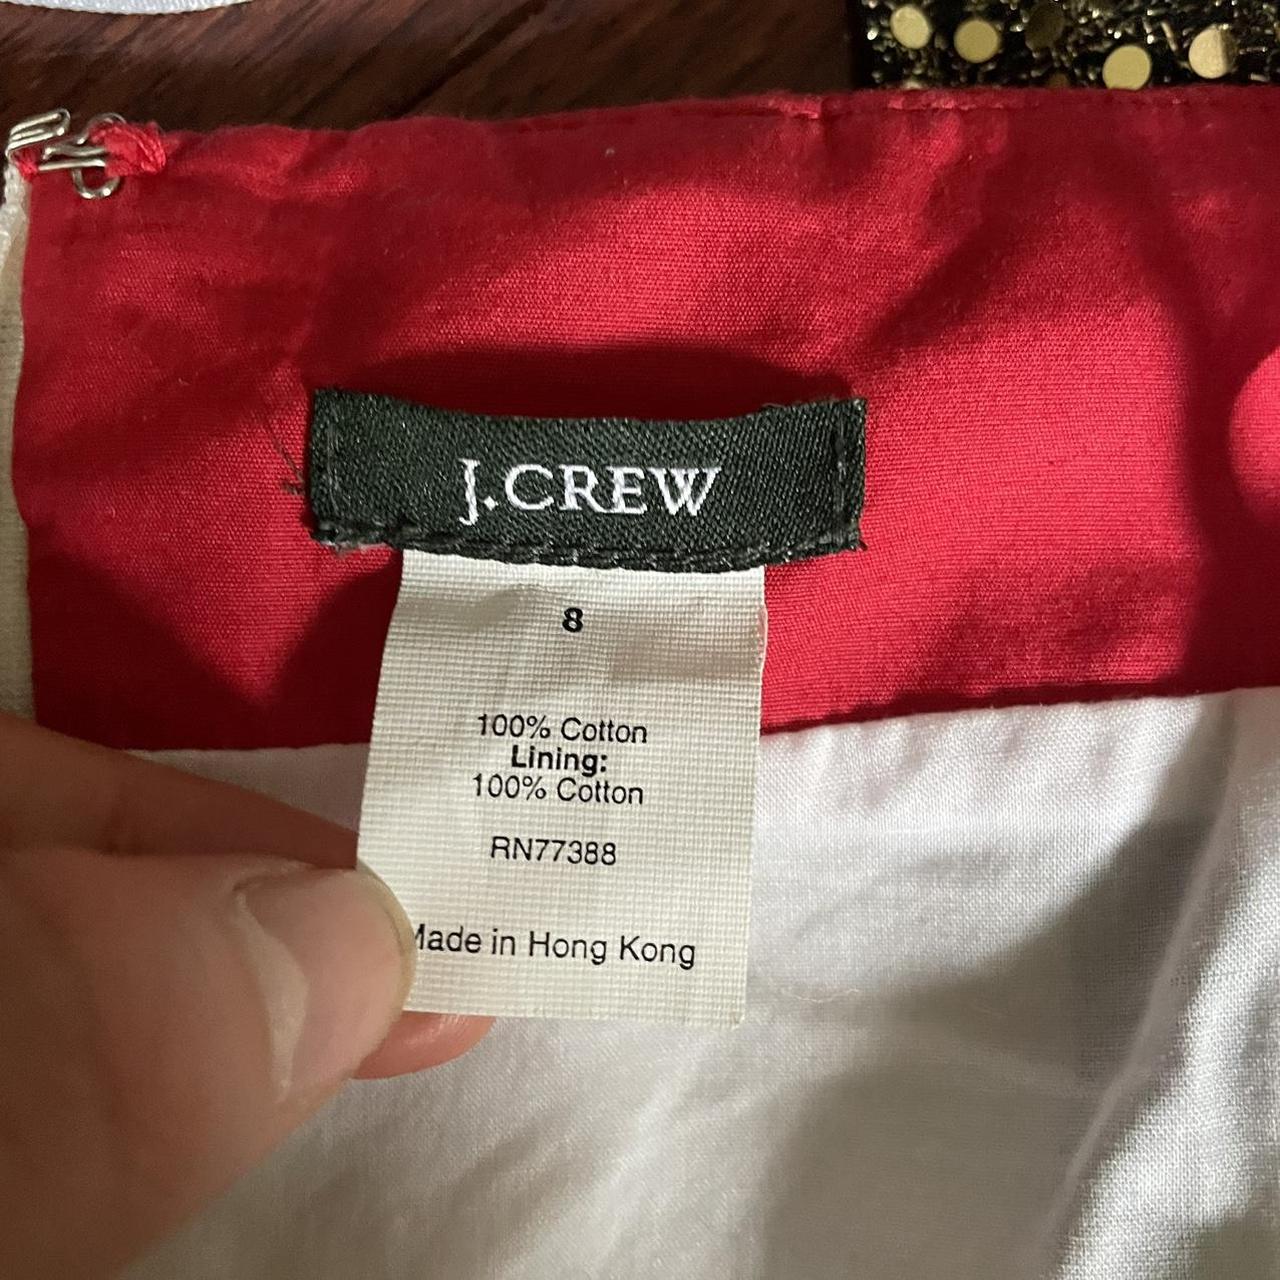 J.CREW
8
100% Cotton
Lining:
100% Cotton
RN77388
Made in Hong Kong